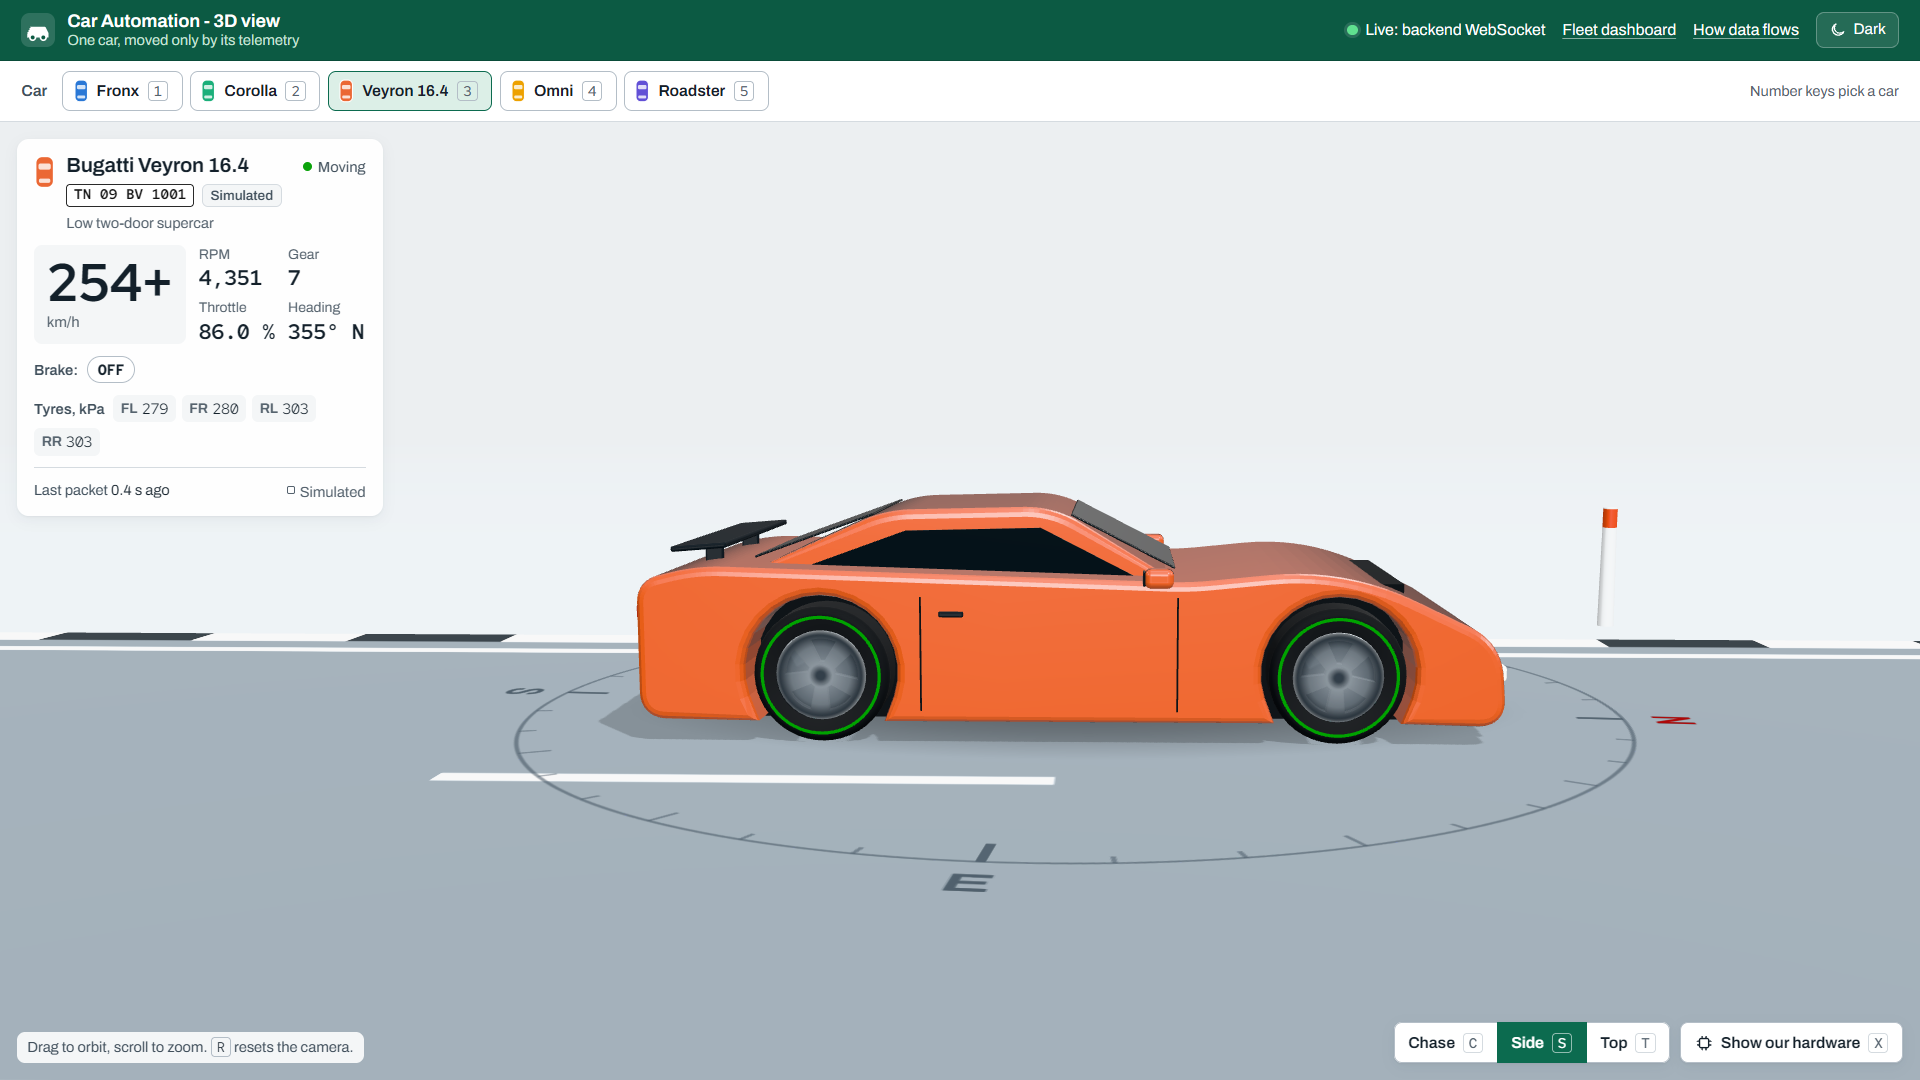 Car Automation - 3D view
One car, moved only by its telemetry
Live: backend WebSocket
Fleet dashboard
How data flows
Dark
Car
Fronx 1
Corolla 2
Veyron 16.4 3
Omni 4
Roadster 5
Number keys pick a car
Bugatti Veyron 16.4
Moving
TN 09 BV 1001
Simulated
Low two-door supercar
254+
km/h
RPM
4,351
Gear
7
Throttle
86.0 %
Heading
355° N
Brake: OFF
Tyres, kPa FL 279 FR 280 RL 303
RR 303
Last packet 0.4 s ago
Simulated
S
N
E
Drag to orbit, scroll to zoom. R resets the camera.
Chase C
Side S
Top T
Show our hardware X